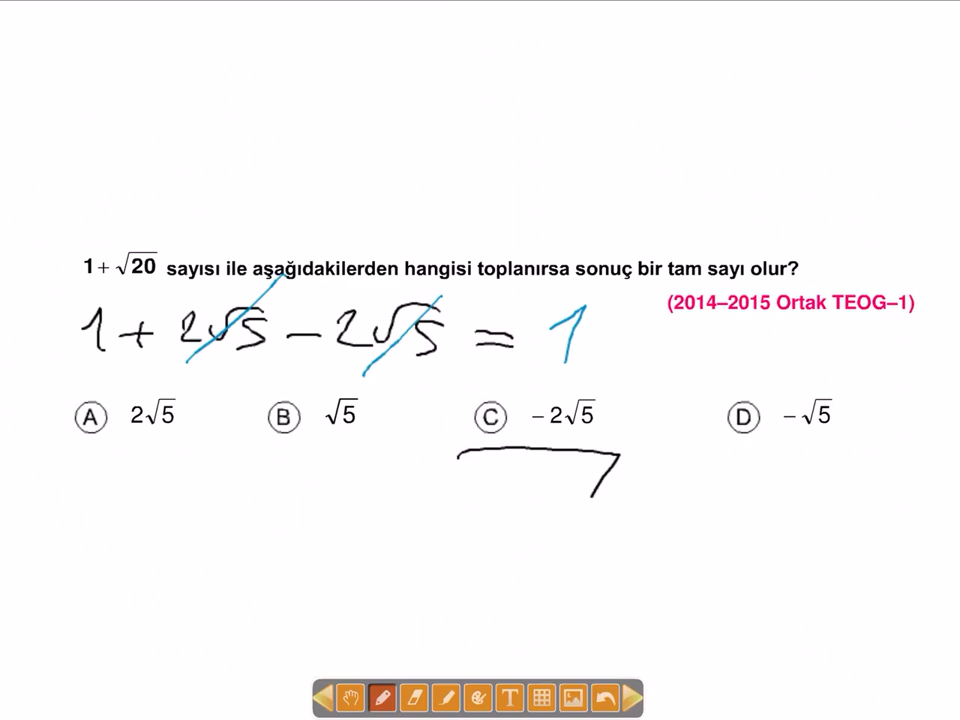 1 + √20 sayısı ile aşağıdakilerden hangisi toplanırsa sonuç bir tam sayı olur?
(2014–2015 Ortak TEOG–1)
1 + 2√5 − 2√5 = 1
A 2√5 B √5 C − 2√5 D − √5
T